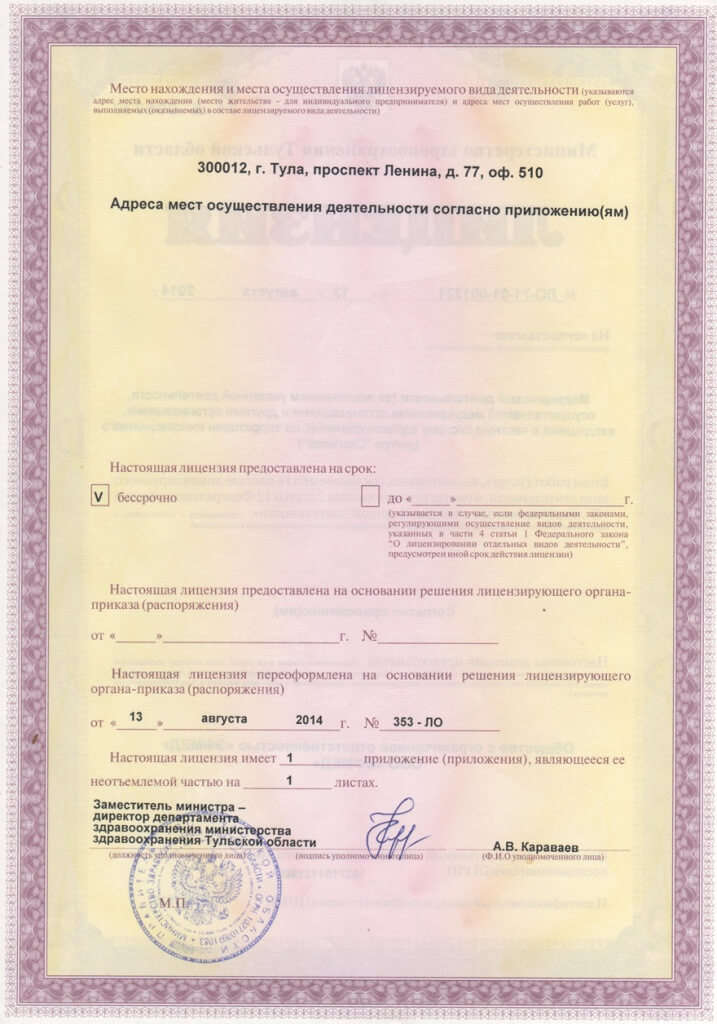 Место нахождения и места осуществления лицензируемого вида деятельности (указываются
адрес места нахождения (место жительства - для индивидуального предпринимателя) и адреса мест осуществления работ (услуг),
выполняемых (оказываемых) в составе лицензируемого вида деятельности)
300012, г. Тула, проспект Ленина, д. 77, оф. 510
Адреса мест осуществления деятельности согласно приложению(ям)
Настоящая лицензия предоставлена на срок:
V бессрочно
до «____»____________________г.
(указывается в случае, если федеральными законами,
регулирующими осуществление видов деятельности,
указанных в части 4 статьи 1 Федерального закона
"О лицензировании отдельных видов деятельности",
предусмотрен иной срок действия лицензии)
Настоящая лицензия предоставлена на основании решения лицензирующего органа-
приказа (распоряжения)
от «_____»____________________г. №______________
Настоящая лицензия переоформлена на основании решения лицензирующего
органа-приказа (распоряжения)
от « 13 » августа 2014 г. № 353 - ЛО
Настоящая лицензия имеет 1 приложение (приложения), являющееся ее
неотъемлемой частью на 1 листах.
Заместитель министра –
директор департамента
здравоохранения министерства
здравоохранения Тульской области
А.В. Караваев
(должность уполномоченного лица)
(подпись уполномоченного лица)
(Ф.И.О уполномоченного лица)
М.П.